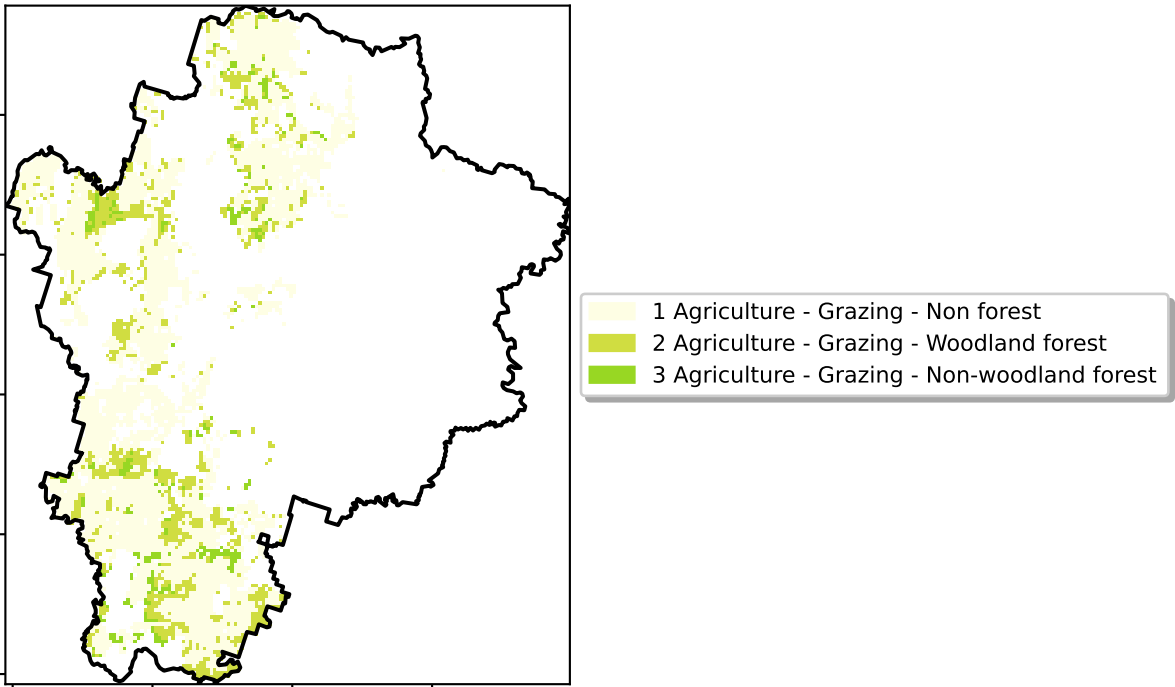 1 Agriculture - Grazing - Non forest
2 Agriculture - Grazing - Woodland forest
3 Agriculture - Grazing - Non-woodland forest